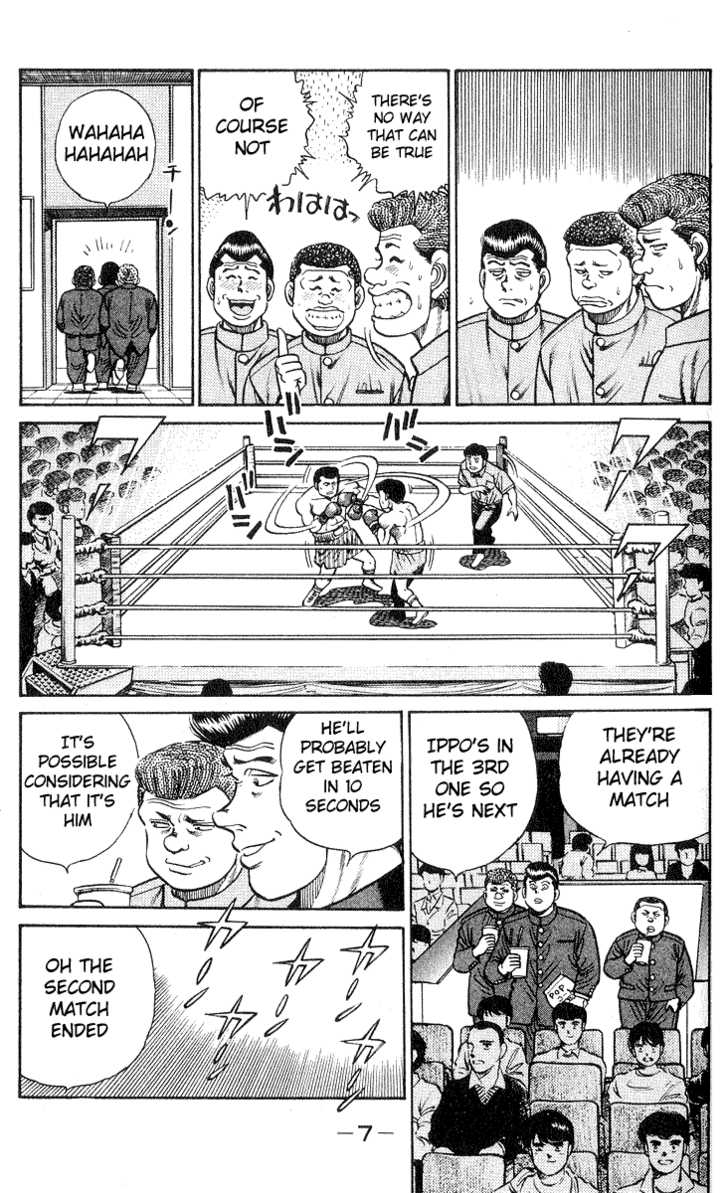 THERE'S
NO WAY
THAT CAN
BE TRUE
OF
COURSE
NOT
わははっ
WAHAHA
HAHAHAH
チーン
THEY'RE
ALREADY
HAVING A
MATCH
IPPO'S IN
THE 3RD
ONE SO
HE'S NEXT
POP
HE'LL
PROBABLY
GET BEATEN
IN 10
SECONDS
IT'S
POSSIBLE
CONSIDERING
THAT IT'S
HIM
OH THE
SECOND
MATCH
ENDED
—7—